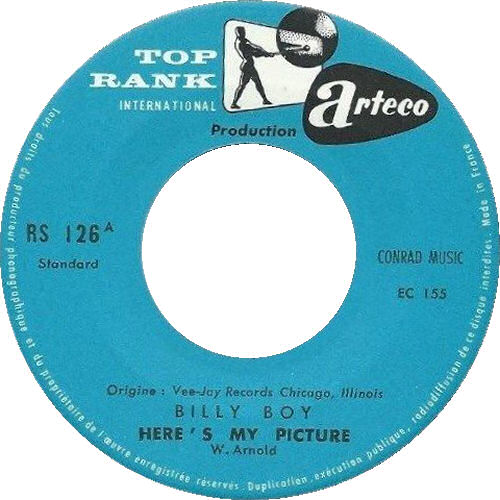 TOP
RANK
INTERNATIONAL
arteco
Production
RS 126 A
Standard
CONRAD MUSIC
EC 155
Origine : Vee-Jay Records Chicago, Illinois
BILLY BOY
HERE'S MY PICTURE
W. Arnold
Tous droits du producteur phonographique et du propriétaire de l'œuvre enregistrée réservés. Duplication, exécution publique, radiodiffusion de ce disque interdites. Made in France